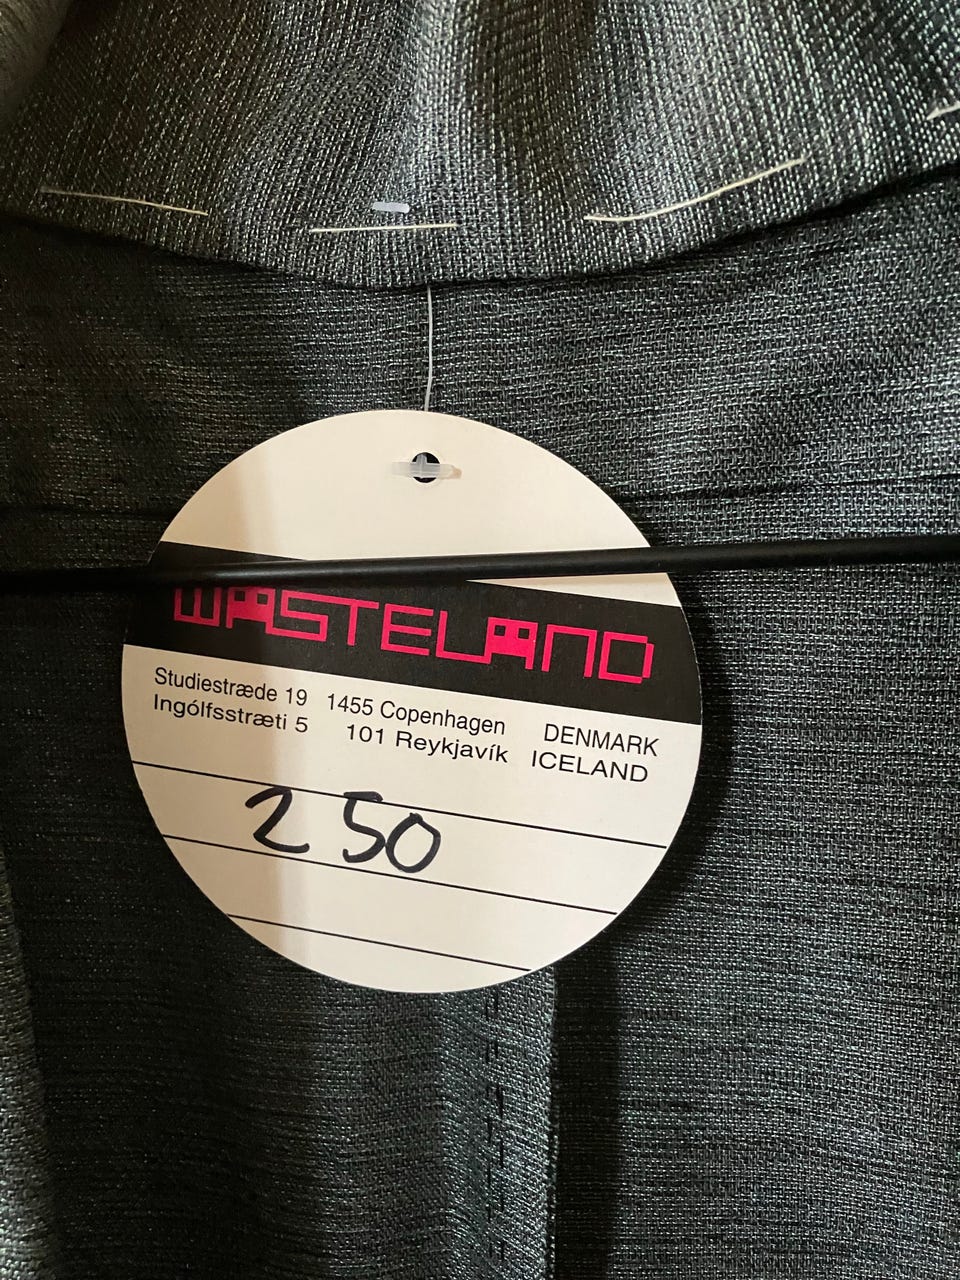 WASTELAND
Studiestræde 19 1455 Copenhagen DENMARK
Ingólfsstræti 5 101 Reykjavík ICELAND
250